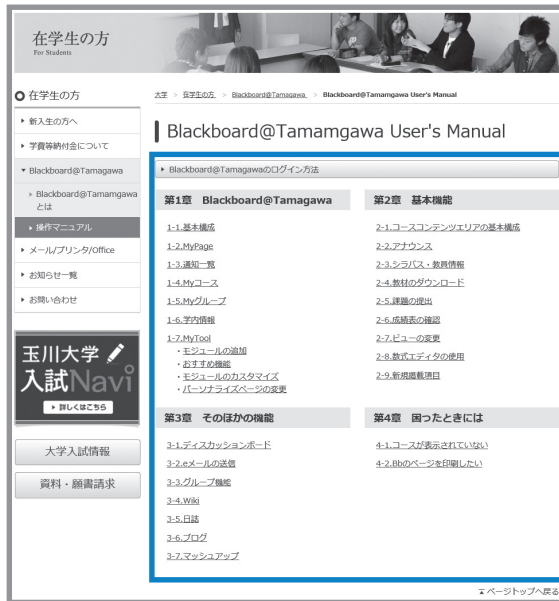 在学生の方
For Students
在学生の方
新入生の方へ
学費等納付金について
Blackboard@Tamagawa
Blackboard@Tamamgawa
とは
操作マニュアル
メール/プリンタ/Office
お知らせ一覧
お問い合わせ
玉川大学
入試Navi
詳しくはこちら
大学入試情報
資料・願書請求
大学 > 在学生の方 > Blackboard@Tamagawa > Blackboard@Tamamgawa User's Manual
Blackboard@Tamamgawa User's Manual
Blackboard@Tamagawaのログイン方法
第1章 Blackboard@Tamagawa
1-1.基本構成
1-2.MyPage
1-3.通知一覧
1-4.Myコース
1-5.Myグループ
1-6.学内情報
1-7.MyTool
・モジュールの追加
・おすすめ機能
・モジュールのカスタマイズ
・パーソナライズページの変更
第2章 基本機能
2-1.コースコンテンツエリアの基本構成
2-2.アナウンス
2-3.シラバス・教員情報
2-4.教材のダウンロード
2-5.課題の提出
2-6.成績表の確認
2-7.ビューの変更
2-8.数式エディタの使用
2-9.新規掲載項目
第3章 そのほかの機能
3-1.ディスカッションボード
3-2.eメールの送信
3-3.グループ機能
3-4.Wiki
3-5.日誌
3-6.ブログ
3-7.マッシュアップ
第4章 困ったときには
4-1.コースが表示されていない
4-2.Bbのページを印刷したい
ページトップへ戻る